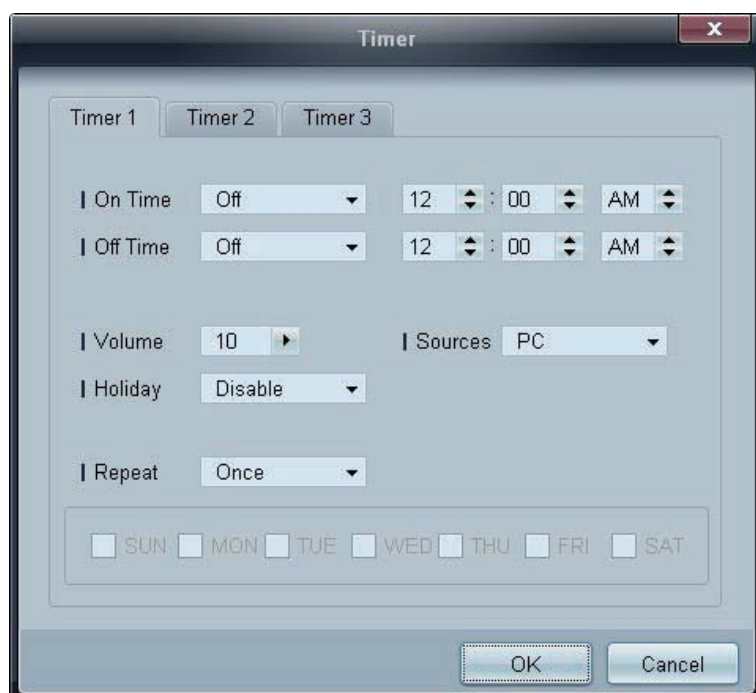 Timer
x
Timer 1 Timer 2 Timer 3
On Time Off 12 : 00 AM
Off Time Off 12 : 00 AM
Volume 10 Sources PC
Holiday Disable
Repeat Once
SUN MON TUE WED THU FRI SAT
OK Cancel